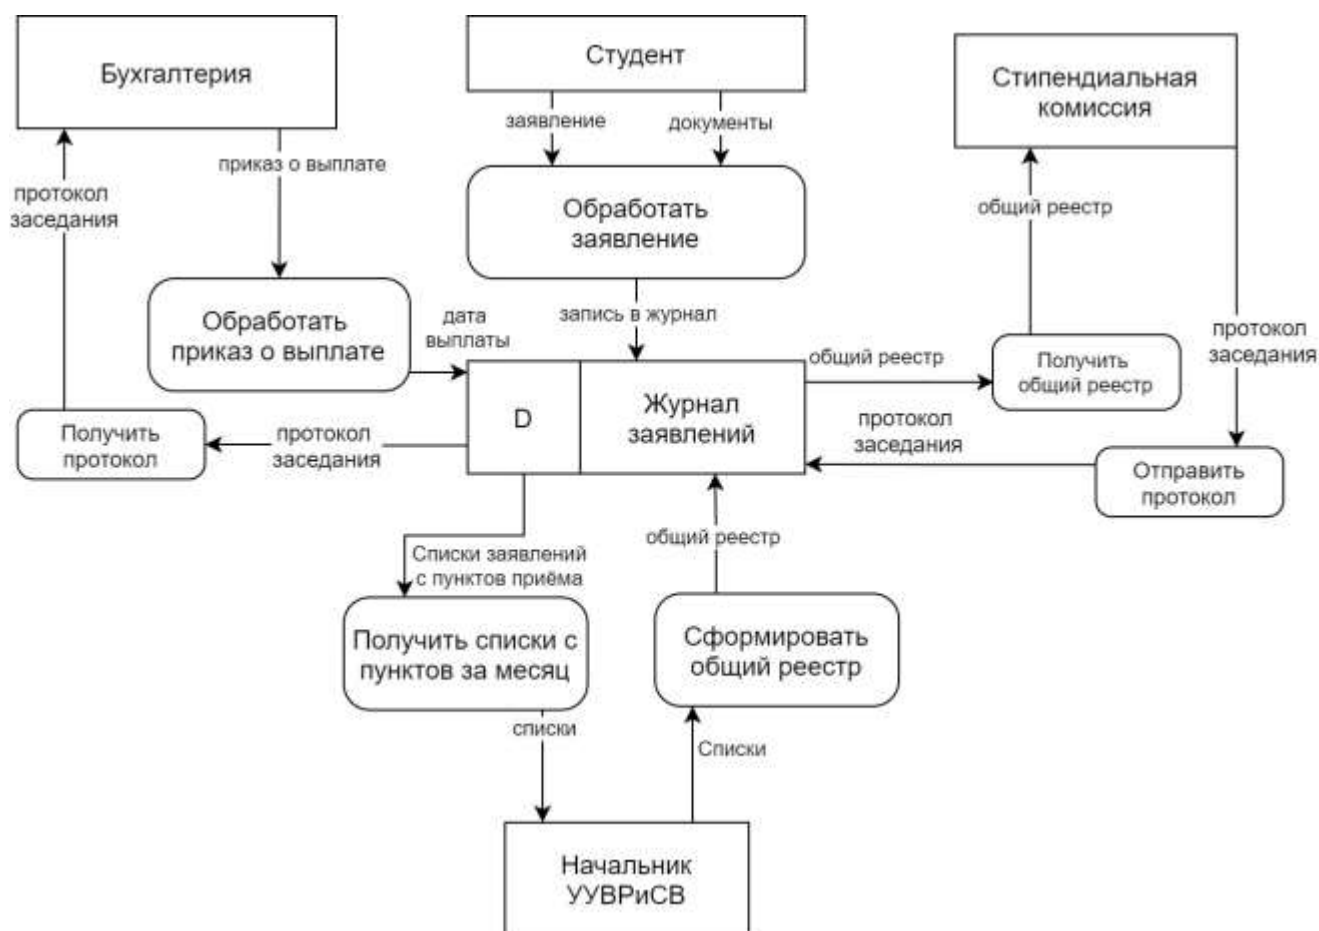 Бухгалтерия
Студент
Стипендиальная
комиссия
заявление
документы
приказ о выплате
протокол
заседания
Обработать
заявление
общий реестр
Обработать
приказ о выплате
дата
выплаты
запись в журнал
протокол
заседания
общий реестр
Получить
общий реестр
D
Журнал
заявлений
Получить
протокол
протокол
заседания
протокол
заседания
Отправить
протокол
Списки заявлений
с пунктов приёма
общий реестр
Получить списки с
пунктов за месяц
Сформировать
общий реестр
списки
Списки
Начальник
УУВРиСВ